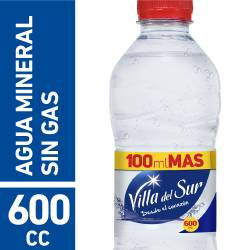 AGUA MINERAL
SIN GAS
600
CC
100ml MAS
Villa del Sur
Desde el corazón
600